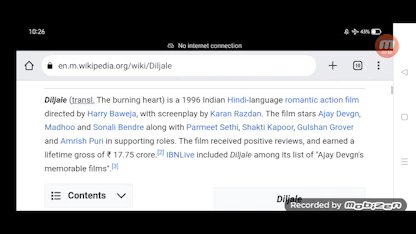 10:26
43%
No internet connection
en.m.wikipedia.org/wiki/Diljale
Diljale (transl. The burning heart) is a 1996 Indian Hindi-language romantic action film
directed by Harry Baweja, with screenplay by Karan Razdan. The film stars Ajay Devgn,
Madhoo and Sonali Bendre along with Parmeet Sethi, Shakti Kapoor, Gulshan Grover
and Amrish Puri in supporting roles. The film received positive reviews, and earned a
lifetime gross of ₹ 17.75 crore.[2] IBNLive included Diljale among its list of "Ajay Devgn's
memorable films".[3]
Contents
Diljale
Recorded by Mobizen